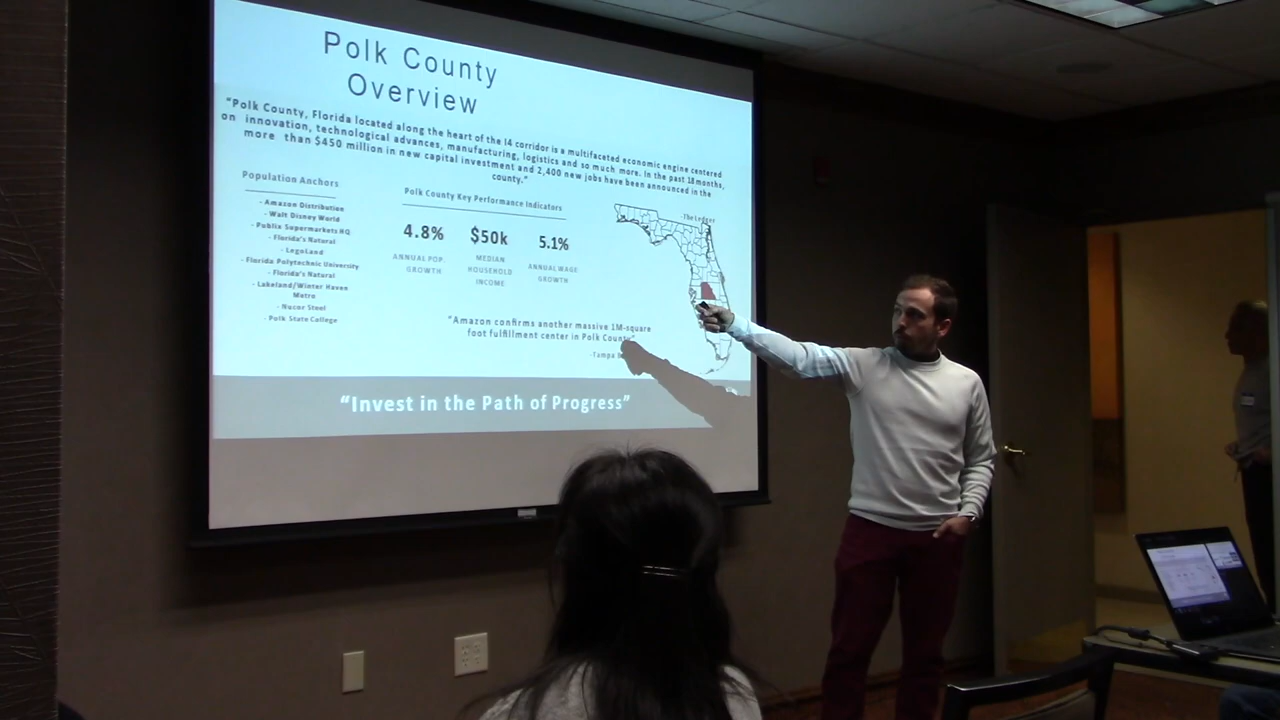 Polk County
Overview
"Polk County, Florida located along the heart of the I4 corridor is a multifaceted economic engine centered
on innovation, technological advances, manufacturing, logistics and so much more. In the past 18 months,
more than $450 million in new capital investment and 2,400 new jobs have been announced in the
county."
-The Ledger
Population Anchors
- Amazon Distribution
- Walt Disney World
- Publix Supermarkets HQ
- Florida's Natural
- LegoLand
- Florida Polytechnic University
- Florida's Natural
- Lakeland/Winter Haven
Metro
- Nucor Steel
- Polk State College
Polk County Key Performance Indicators
4.8%
ANNUAL POP.
GROWTH
$50k
MEDIAN
HOUSEHOLD
INCOME
5.1%
ANNUAL WAGE
GROWTH
"Amazon confirms another massive 1M-square
foot fulfillment center in Polk County"
-Tampa
"Invest in the Path of Progress"